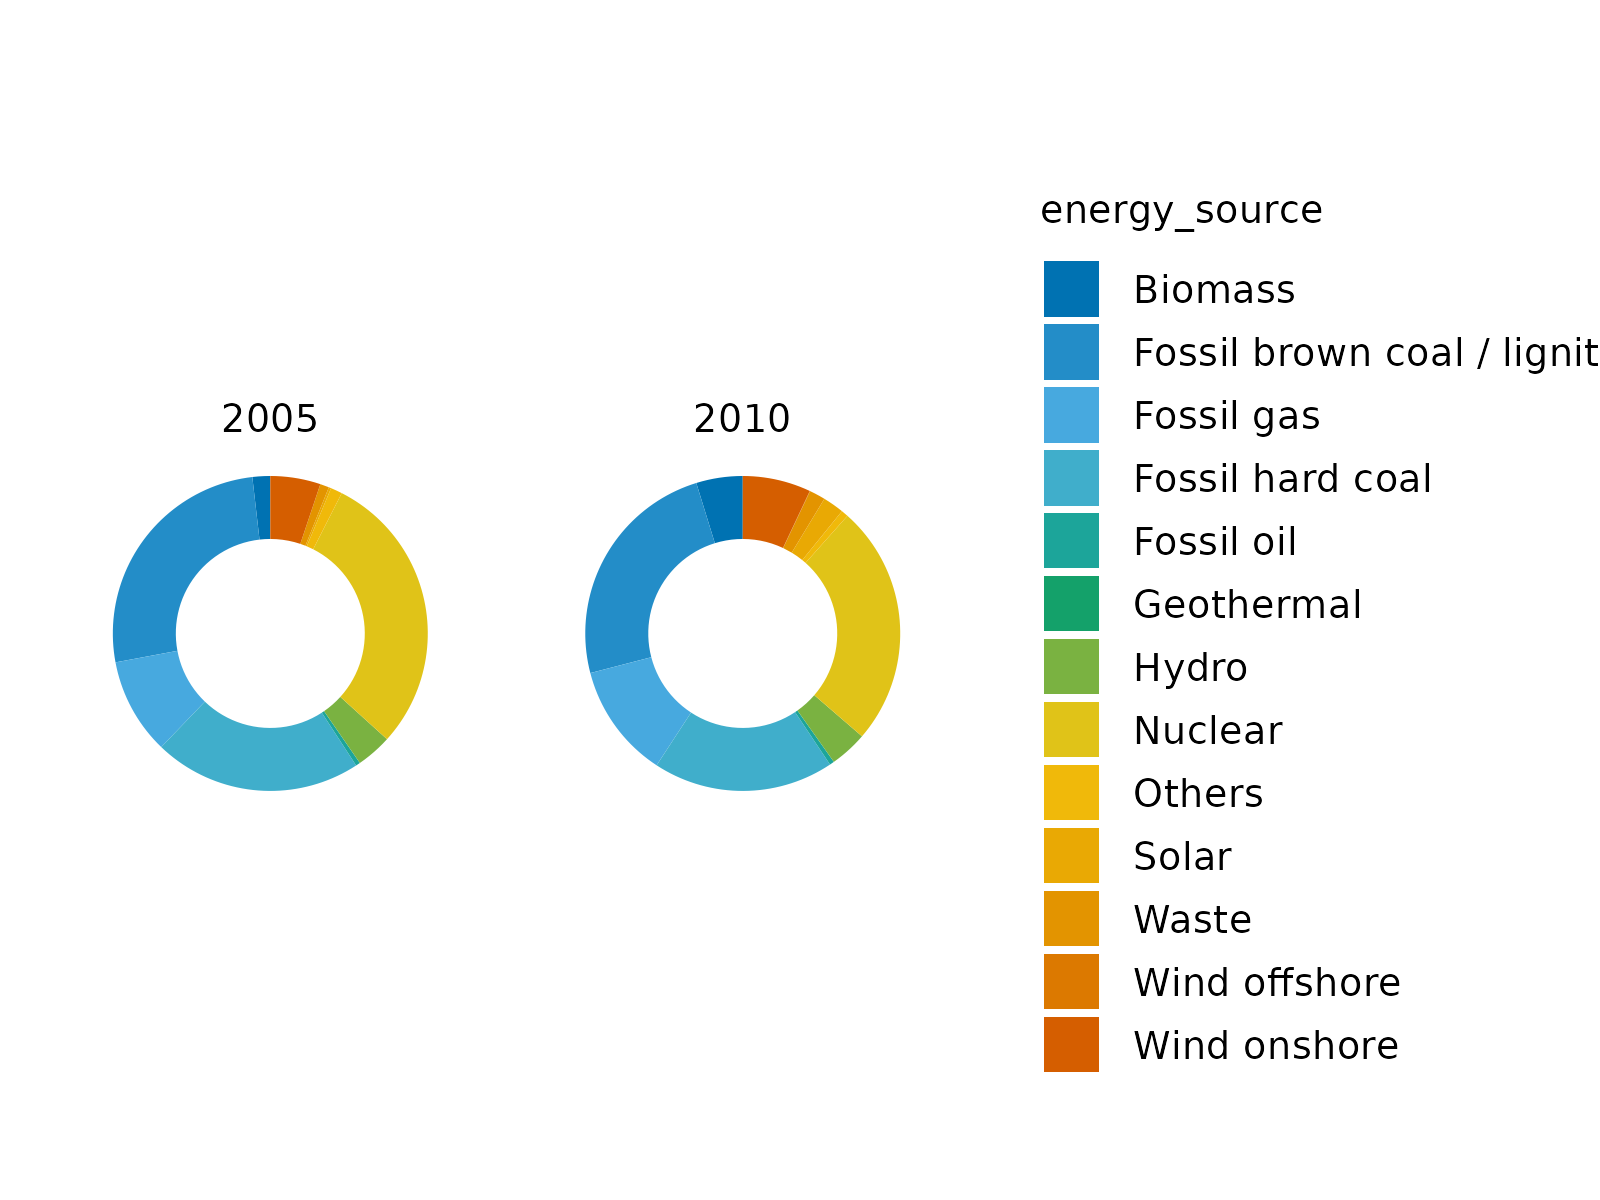 energy_source
Biomass
Fossil brown coal / lignit
2005
2010
Fossil gas
Fossil hard coal
Fossil oil
Geothermal
Hydro
Nuclear
Others
Solar
Waste
Wind offshore
Wind onshore